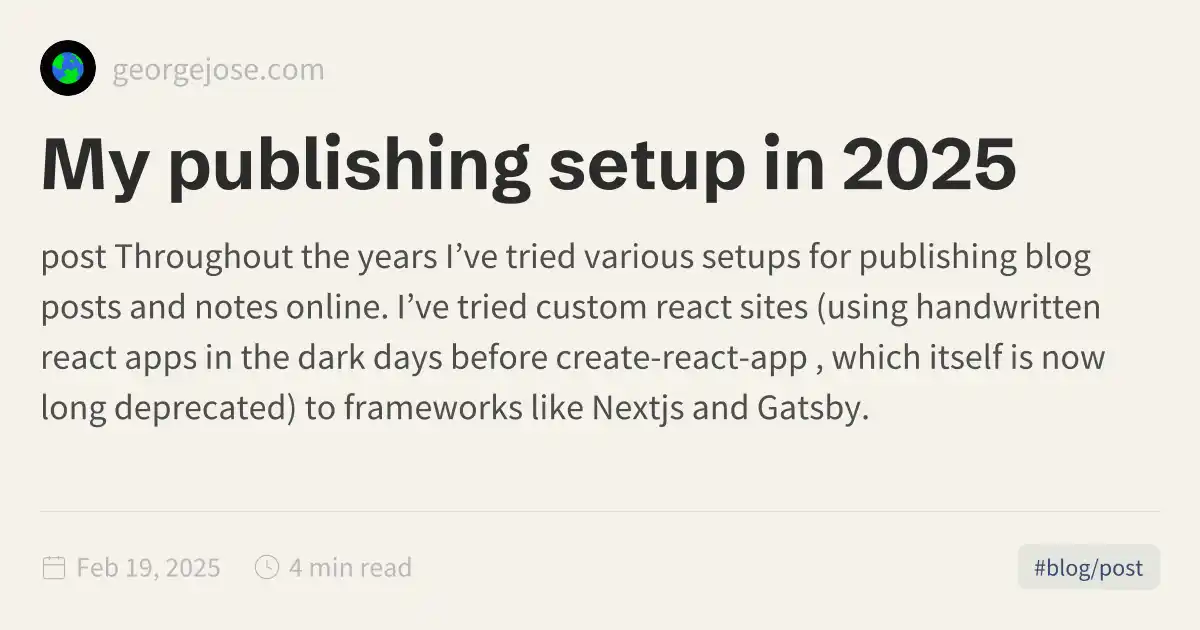 georgejose.com
My publishing setup in 2025
post Throughout the years I’ve tried various setups for publishing blog
posts and notes online. I’ve tried custom react sites (using handwritten
react apps in the dark days before create-react-app , which itself is now
long deprecated) to frameworks like Nextjs and Gatsby.
Feb 19, 2025
4 min read
#blog/post